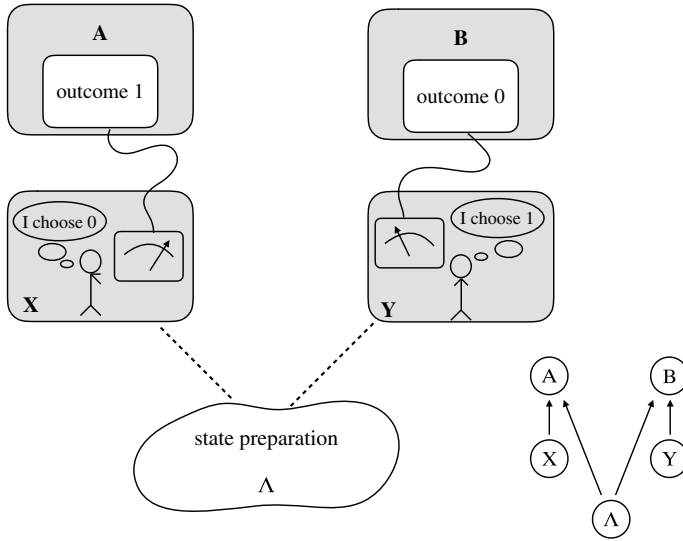 A
outcome 1
B
outcome 0
I choose 0
X
I choose 1
Y
state preparation
Λ
A
B
X
Y
Λ